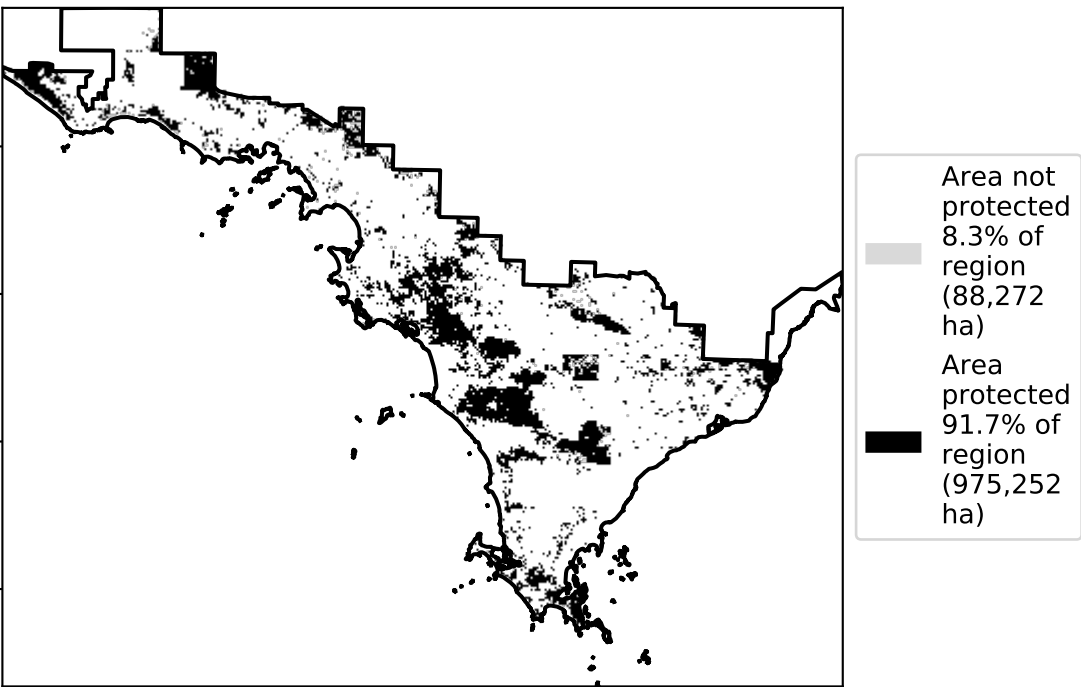 Area not
protected
8.3% of
region
(88,272
ha)
Area
protected
91.7% of
region
(975,252
ha)